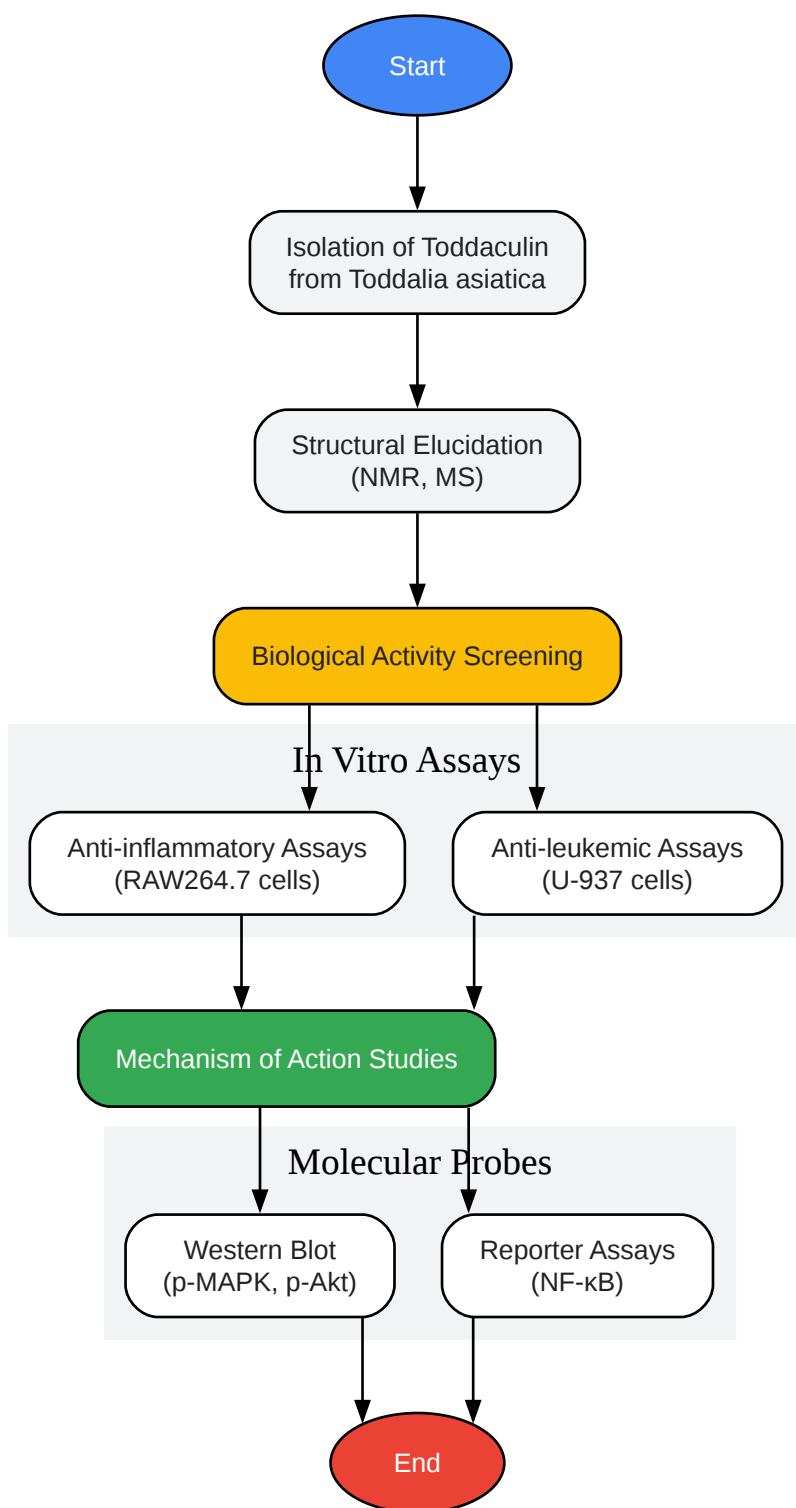 Start
Isolation of Toddaculin
from Toddalia asiatica
Structural Elucidation
(NMR, MS)
Biological Activity Screening
In Vitro Assays
Anti-inflammatory Assays
(RAW264.7 cells)
Anti-leukemic Assays
(U-937 cells)
Mechanism of Action Studies
Molecular Probes
Western Blot
(p-MAPK, p-Akt)
Reporter Assays
(NF-κB)
End